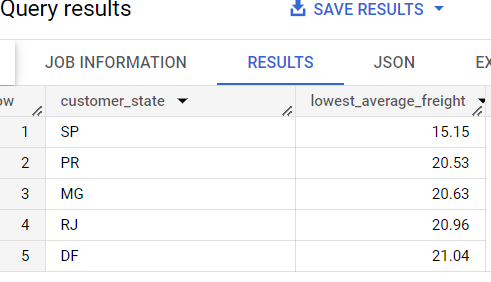 Query results
SAVE RESULTS
JOB INFORMATION RESULTS JSON EX
ow customer_state lowest_average_freight
1 SP 15.15
2 PR 20.53
3 MG 20.63
4 RJ 20.96
5 DF 21.04